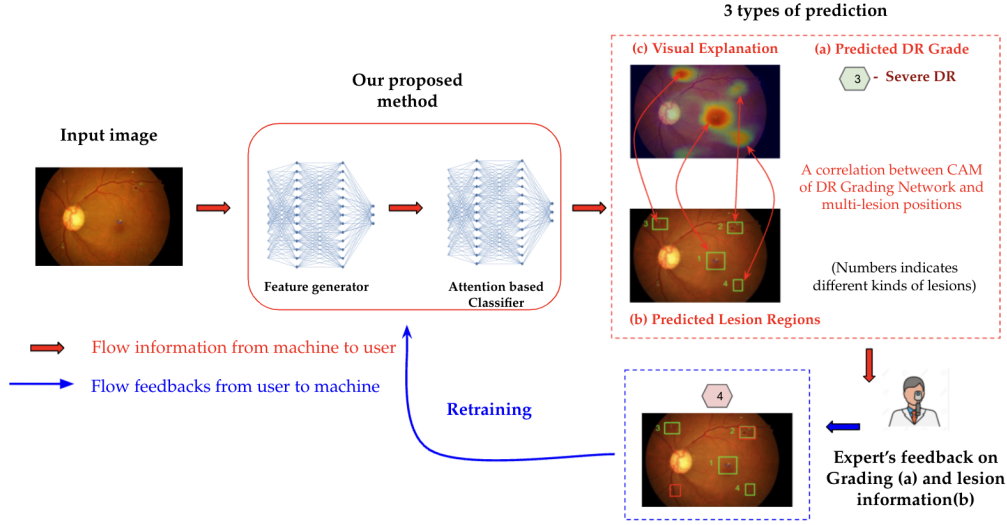 3 types of prediction
(c) Visual Explanation
(a) Predicted DR Grade
3 - Severe DR
Our proposed
method
Input image
A correlation between CAM
of DR Grading Network and
multi-lesion positions
3
2
1
4
Feature generator
Attention based
Classifier
(Numbers indicates
different kinds of lesions)
(b) Predicted Lesion Regions
Flow information from machine to user
Flow feedbacks from user to machine
Retraining
4
3
2
1
4
Expert's feedback on
Grading (a) and lesion
information(b)